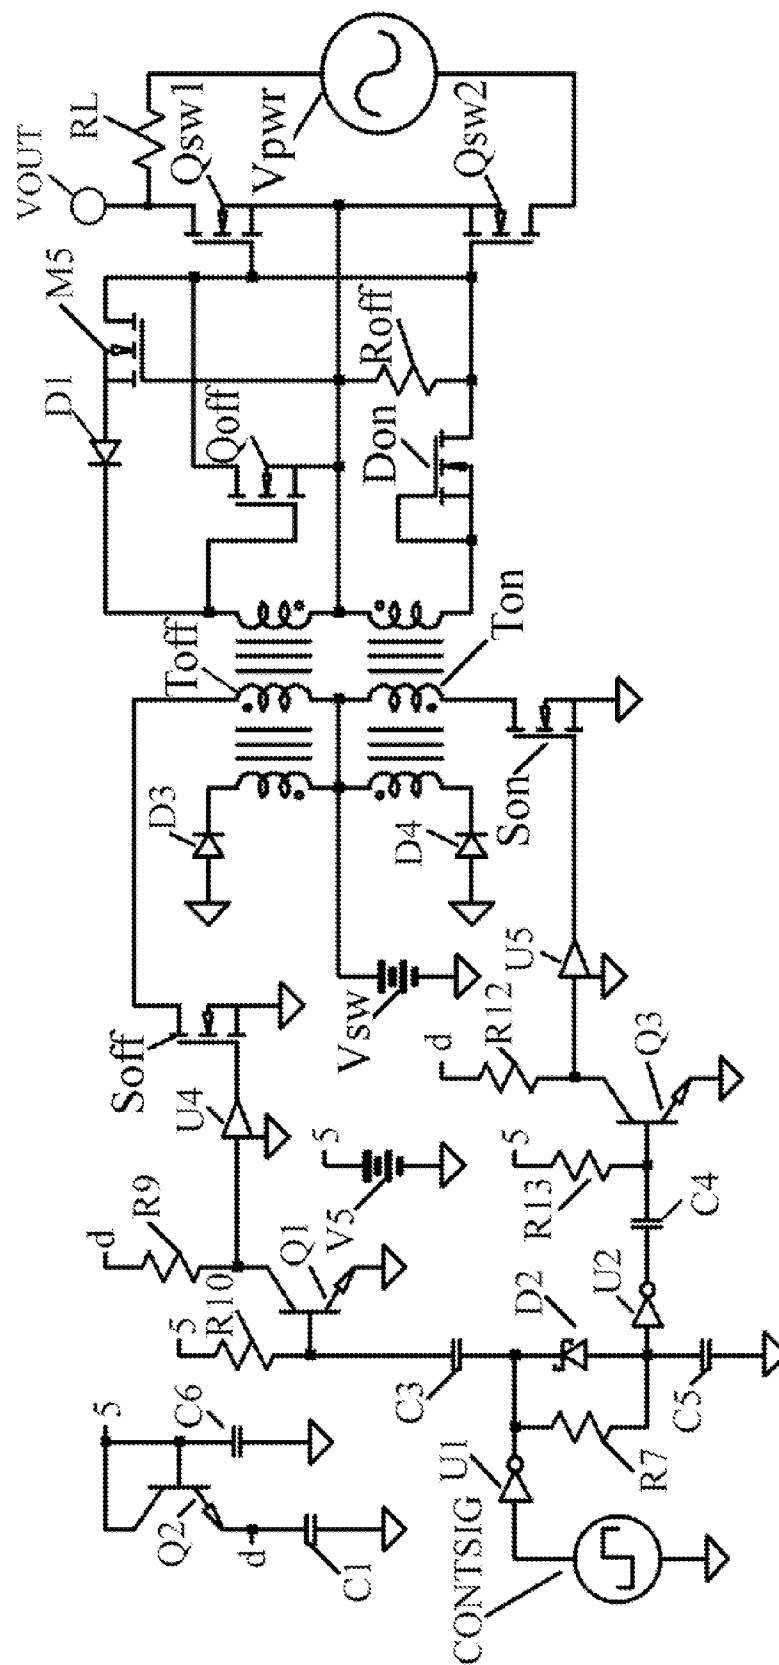 VOUT
RL
Qsw1
Vpwr
Qsw2
M5
D1
Qoff
Roff
Don
Toff
Ton
D3
D4
Son
Soff
Vsw
U5
U4
d
R12
Q3
5
V5
5
R13
C4
d
R9
Q1
5
R10
D2
U2
C3
C5
5
C6
U1
R7
Q2
d
C1
CONTSIG